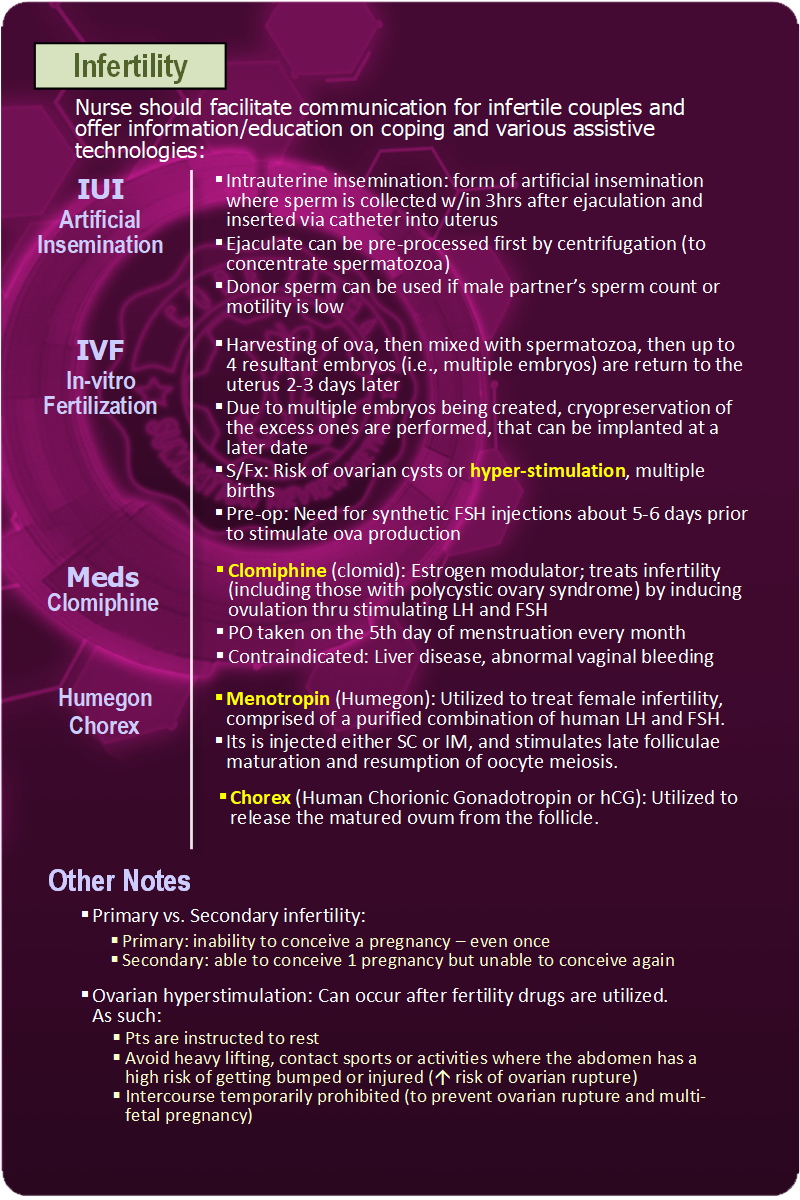 Infertility
Nurse should facilitate communication for infertile couples and
offer information/education on coping and various assistive
technologies:
IUI
Artificial
Insemination
▪ Intrauterine insemination: form of artificial insemination
where sperm is collected w/in 3hrs after ejaculation and
inserted via catheter into uterus
▪ Ejaculate can be pre-processed first by centrifugation (to
concentrate spermatozoa)
▪ Donor sperm can be used if male partner’s sperm count or
motility is low
IVF
In-vitro
Fertilization
▪ Harvesting of ova, then mixed with spermatozoa, then up to
4 resultant embryos (i.e., multiple embryos) are return to the
uterus 2-3 days later
▪ Due to multiple embryos being created, cryopreservation of
the excess ones are performed, that can be implanted at a
later date
▪ S/Fx: Risk of ovarian cysts or hyper-stimulation, multiple
births
▪ Pre-op: Need for synthetic FSH injections about 5-6 days prior
to stimulate ova production
Meds
Clomiphine
▪ Clomiphine (clomid): Estrogen modulator; treats infertility
(including those with polycystic ovary syndrome) by inducing
ovulation thru stimulating LH and FSH
▪ PO taken on the 5th day of menstruation every month
▪ Contraindicated: Liver disease, abnormal vaginal bleeding
Humegon
Chorex
▪ Menotropin (Humegon): Utilized to treat female infertility,
comprised of a purified combination of human LH and FSH.
▪ Its is injected either SC or IM, and stimulates late folliculae
maturation and resumption of oocyte meiosis.
▪ Chorex (Human Chorionic Gonadotropin or hCG): Utilized to
release the matured ovum from the follicle.
Other Notes
▪ Primary vs. Secondary infertility:
▪ Primary: inability to conceive a pregnancy – even once
▪ Secondary: able to conceive 1 pregnancy but unable to conceive again
▪ Ovarian hyperstimulation: Can occur after fertility drugs are utilized.
As such:
▪ Pts are instructed to rest
▪ Avoid heavy lifting, contact sports or activities where the abdomen has a
high risk of getting bumped or injured (↑ risk of ovarian rupture)
▪ Intercourse temporarily prohibited (to prevent ovarian rupture and multi-
fetal pregnancy)